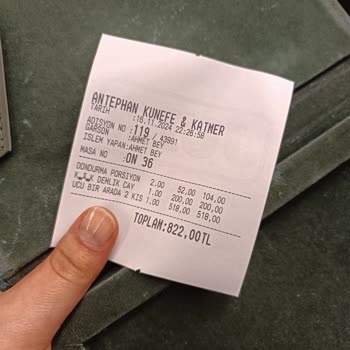 ANTEPHAN KUNEFE & KATMER
TARIH :16.11.2024 22:26:58
ADISYON NO :119 / 43991
GARSON :AHMET BEY
ISLEM YAPAN:AHMET BEY
MASA NO :ON 36
DONDURMA PORSIYON 2.00 52,00 104,00
DEMLIK CAY 1.00 200,00 200,00
UCU BIR ARADA 2 KIS 1.00 518,00 518,00
TOPLAM:822,00TL